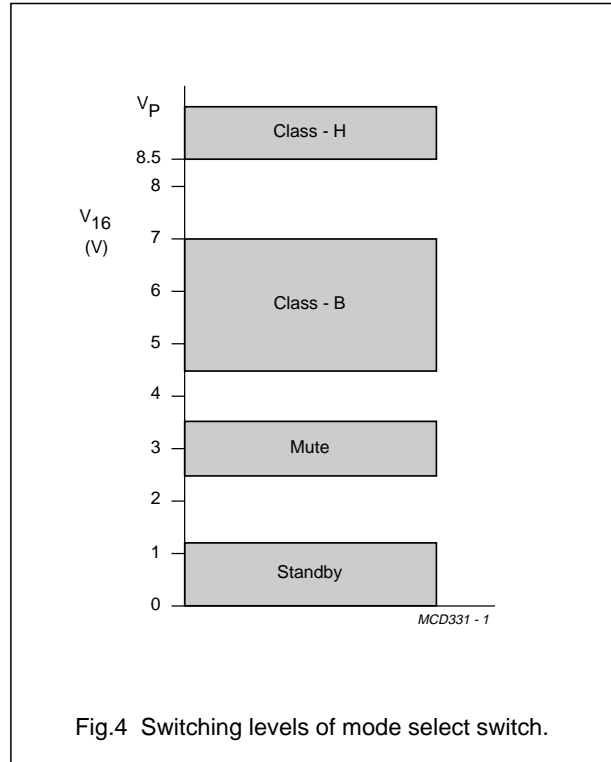 VP
Class - H
8.5
8
V16
(V)
7
6
Class - B
5
4
3
Mute
2
1
Standby
0
MCD331 - 1
Fig.4 Switching levels of mode select switch.